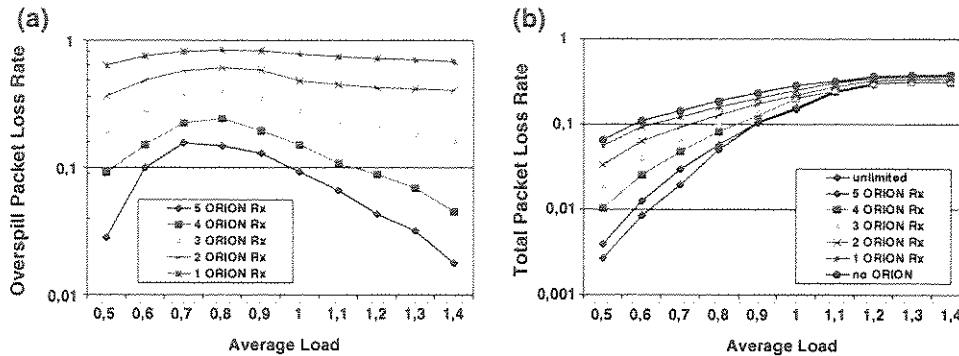 (a)
Overspill Packet Loss Rate
1
0,1
0,01
5 ORION Rx
4 ORION Rx
3 ORION Rx
2 ORION Rx
1 ORION Rx
0,5 0,6 0,7 0,8 0,9 1 1,1 1,2 1,3 1,4
Average Load
(b)
Total Packet Loss Rate
1
0,1
0,01
0,001
unlimited
5 ORION Rx
4 ORION Rx
3 ORION Rx
2 ORION Rx
1 ORION Rx
no ORION
0,5 0,6 0,7 0,8 0,9 1 1,1 1,2 1,3 1,4
Average Load